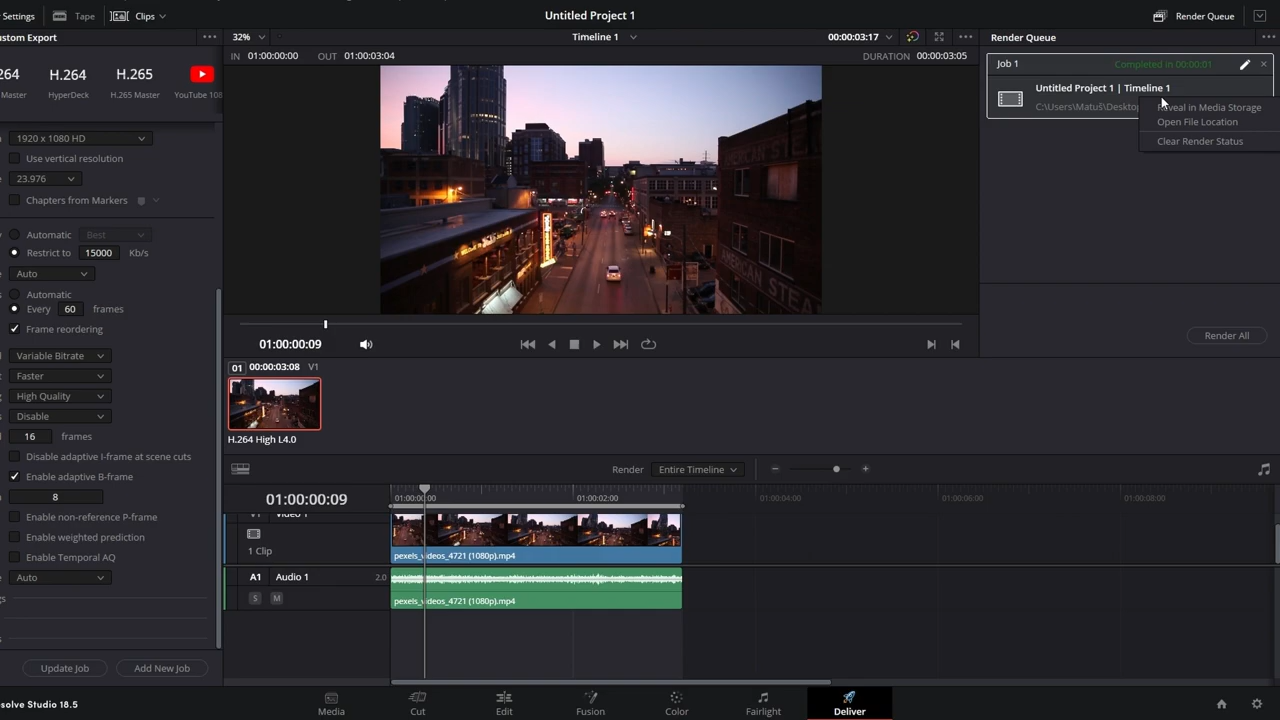 Settings
Tape
Clips
Untitled Project 1
Render Queue
ustom Export
32%
Timeline 1
00:00:03:17
Render Queue
IN 01:00:00:00 OUT 01:00:03:04
DURATION 00:00:03:05
Job 1
Completed in 00:00:01
264
H.264
H.265
Master
HyperDeck
H.265 Master
YouTube 108
Untitled Project 1 | Timeline 1
C:\Users\Matuš\Desktop
Reveal in Media Storage
Open File Location
Clear Render Status
1920 x 1080 HD
Use vertical resolution
23.976
Chapters from Markers
Automatic
Best
Restrict to 15000 Kb/s
Auto
Automatic
Every 60 frames
Frame reordering
Variable Bitrate
Faster
High Quality
Disable
16 frames
Disable adaptive I-frame at scene cuts
Enable adaptive B-frame
8
Enable non-reference P-frame
Enable weighted prediction
Enable Temporal AQ
Auto
gs
Update Job
Add New Job
01:00:00:09
Render All
01 00:00:03:08 V1
H.264 High L4.0
Render Entire Timeline
01:00:00:09
01:00:00:00
01:00:02:00
01:00:04:00
01:00:06:00
01:00:08:00
V1 Video 1
1 Clip
pexels_videos_4721 (1080p).mp4
A1 Audio 1 2.0
S M
pexels_videos_4721 (1080p).mp4
solve Studio 18.5
Media
Cut
Edit
Fusion
Color
Fairlight
Deliver